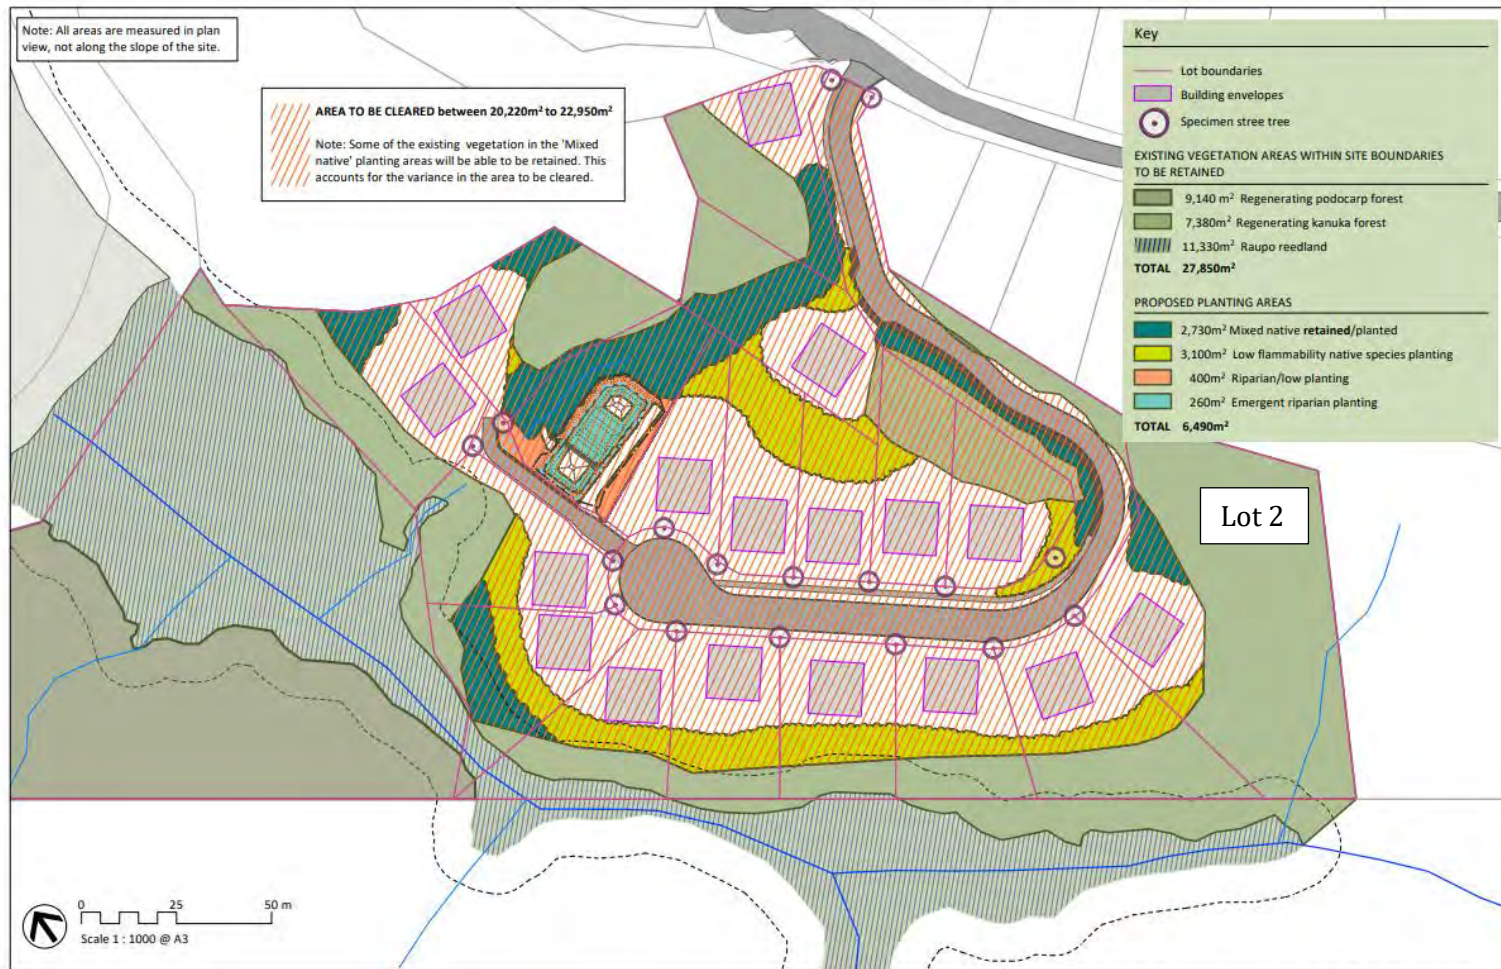 Note: All areas are measured in plan
view, not along the slope of the site.
AREA TO BE CLEARED between 20,220m² to 22,950m²
Note: Some of the existing vegetation in the 'Mixed
native' planting areas will be able to be retained. This
accounts for the variance in the area to be cleared.
Key
Lot boundaries
Building envelopes
Specimen stree tree
EXISTING VEGETATION AREAS WITHIN SITE BOUNDARIES
TO BE RETAINED
9,140 m² Regenerating podocarp forest
7,380m² Regenerating kanuka forest
11,330m² Raupo reedland
TOTAL 27,850m²
PROPOSED PLANTING AREAS
2,730m² Mixed native retained/planted
3,100m² Low flammability native species planting
400m² Riparian/low planting
260m² Emergent riparian planting
TOTAL 6,490m²
Lot 2
0 25 50 m
Scale 1 : 1000 @ A3